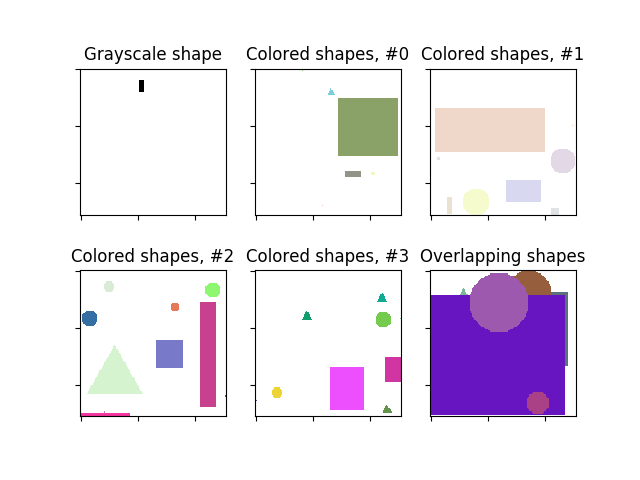 Grayscale shape
Colored shapes, #0
Colored shapes, #1
Colored shapes, #2
Colored shapes, #3
Overlapping shapes